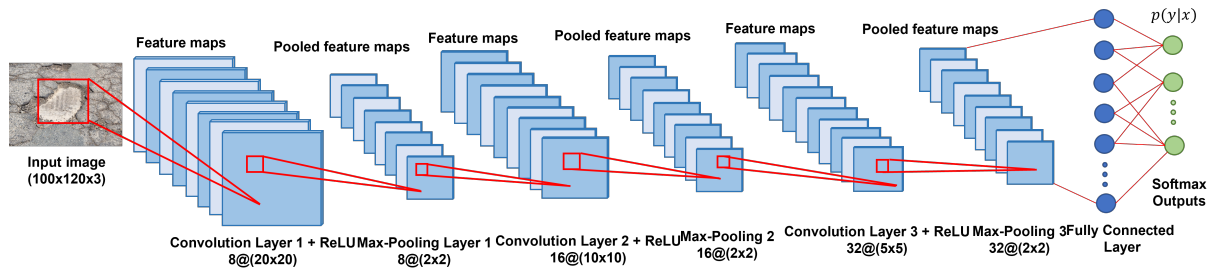 p(y|x)
Feature maps
Pooled feature maps
Feature maps
Pooled feature maps
Feature maps
Pooled feature maps
Input image
(100x120x3)
Softmax
Outputs
Convolution Layer 1 + ReLU
8@(20x20)
Max-Pooling Layer 1
8@(2x2)
Convolution Layer 2 + ReLU
16@(10x10)
Max-Pooling 2
16@(2x2)
Convolution Layer 3 + ReLU
32@(5x5)
Max-Pooling 3
32@(2x2)
Fully Connected
Layer